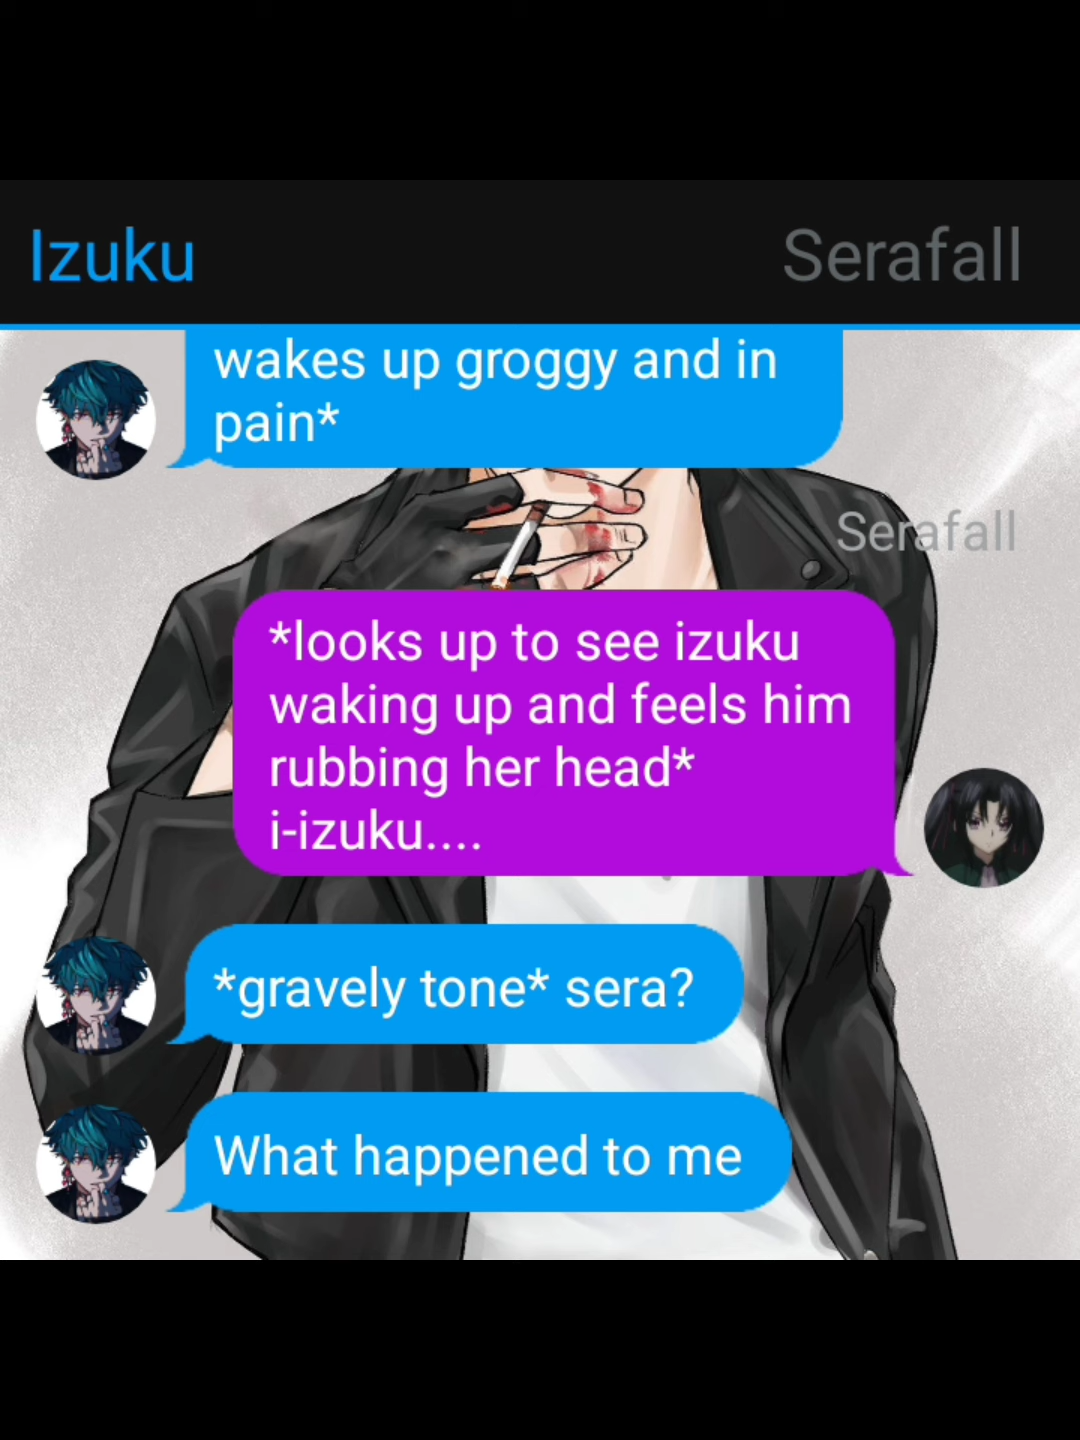 Izuku Serafall
wakes up groggy and in
pain*
Serafall
*looks up to see izuku
waking up and feels him
rubbing her head*
i-izuku....
*gravely tone* sera?
What happened to me